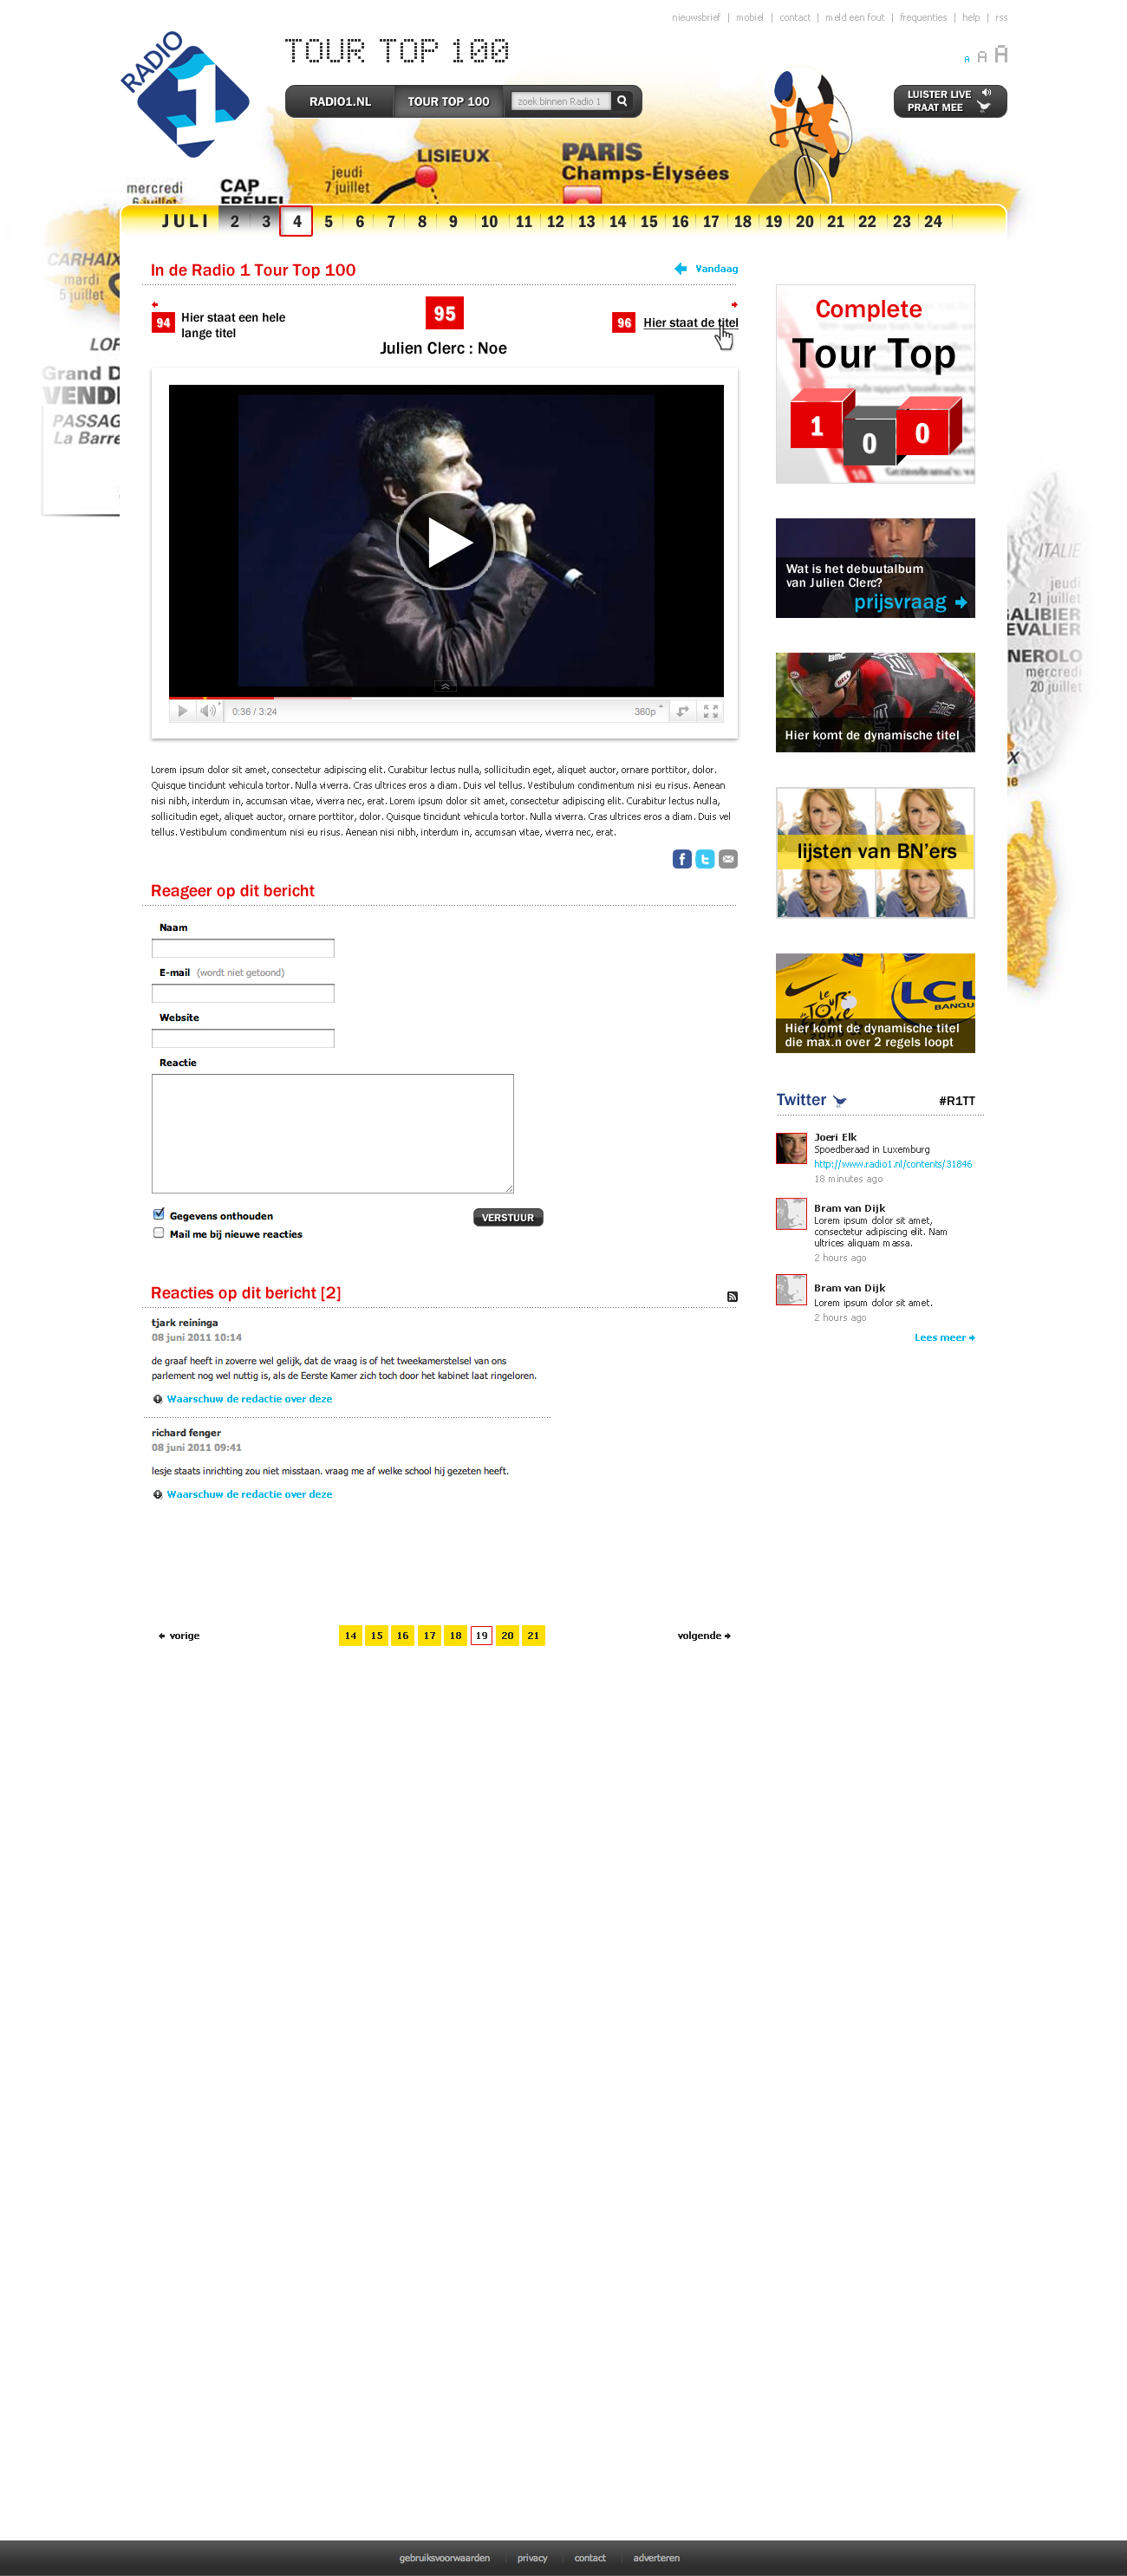 nieuwsbrief | mobiel | contact | meld een fout | frequenties | help | rss
RADIO 1
TOUR TOP 100
A A A
RADIO1.NL
TOUR TOP 100
zoek binnen Radio 1
LUISTER LIVE
PRAAT MEE
mercredi
6 juillet
CAP
FRÉHEL
jeudi
7 juillet
LISIEUX
PARIS
Champs-Élysées
JULI 2 3 4 5 6 7 8 9 10 11 12 13 14 15 16 17 18 19 20 21 22 23 24
CARHAIX
mardi
5 juillet
Grand D
VEND
PASSAG
La Barre
In de Radio 1 Tour Top 100
Vandaag
94 Hier staat een hele
lange titel
95
Julien Clerc : Noe
96 Hier staat de titel
0:36 / 3:24
360p
Lorem ipsum dolor sit amet, consectetur adipiscing elit. Curabitur lectus nulla, sollicitudin eget, aliquet auctor, ornare porttitor, dolor.
Quisque tincidunt vehicula tortor. Nulla viverra. Cras ultrices eros a diam. Duis vel tellus. Vestibulum condimentum nisi eu risus. Aenean
nisi nibh, interdum in, accumsan vitae, viverra nec, erat. Lorem ipsum dolor sit amet, consectetur adipiscing elit. Curabitur lectus nulla,
sollicitudin eget, aliquet auctor, ornare porttitor, dolor. Quisque tincidunt vehicula tortor. Nulla viverra. Cras ultrices eros a diam. Duis vel
tellus. Vestibulum condimentum nisi eu risus. Aenean nisi nibh, interdum in, accumsan vitae, viverra nec, erat.
Reageer op dit bericht
Naam
E-mail (wordt niet getoond)
Website
Reactie
Gegevens onthouden
VERSTUUR
Mail me bij nieuwe reacties
Reacties op dit bericht [2]
tjark reininga
08 juni 2011 10:14
de graaf heeft in zoverre wel gelijk, dat de vraag is of het tweekamerstelsel van ons
parlement nog wel nuttig is, als de Eerste Kamer zich toch door het kabinet laat ringeloren.
Waarschuw de redactie over deze
richard fenger
08 juni 2011 09:41
lesje staats inrichting zou niet misstaan. vraag me af welke school hij gezeten heeft.
Waarschuw de redactie over deze
vorige
14 15 16 17 18 19 20 21
volgende
Complete
Tour Top
1 0 0
Wat is het debuutalbum
van Julien Clerc?
prijsvraag
BMC
BELL
Hier komt de dynamische titel
lijsten van BN'ers
Le Tour de France
LCL
BANQU
Hier komt de dynamische titel
die max.n over 2 regels loopt
ITALIE
jeudi
21 juillet
GALIBIER
EVALIER
NEROLO
mercredi
20 juillet
Twitter
#R1TT
Joeri Elk
Spoedberaad in Luxemburg
http://www.radio1.nl/contents/31846
18 minutes ago
Bram van Dijk
Lorem ipsum dolor sit amet,
consectetur adipiscing elit. Nam
ultrices aliquam massa.
2 hours ago
Bram van Dijk
Lorem ipsum dolor sit amet.
2 hours ago
Lees meer
gebruiksvoorwaarden
privacy
contact
adverteren